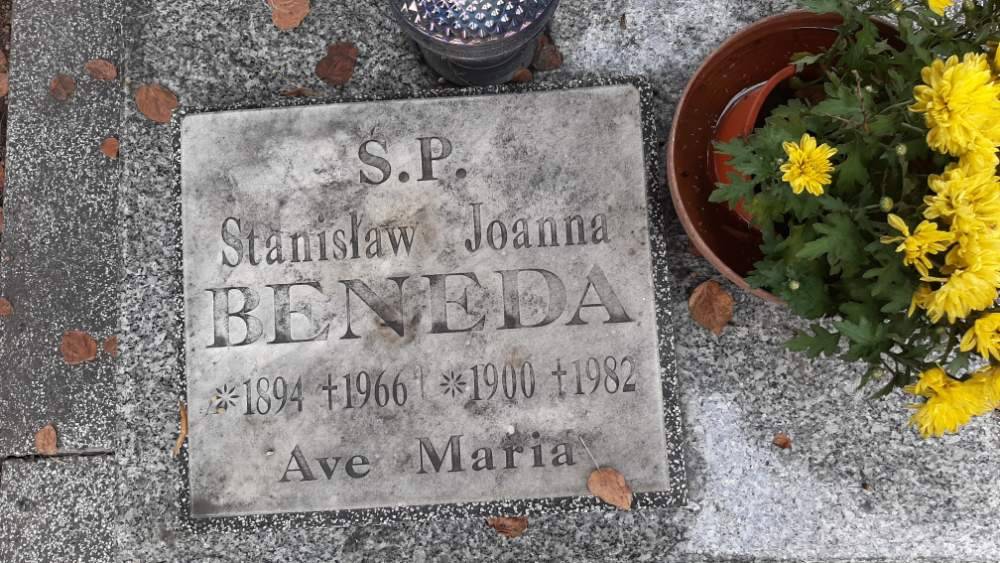 Ś.P.
Stanisław Joanna
BENEDA
*1894 †1966 *1900 †1982
Ave Maria